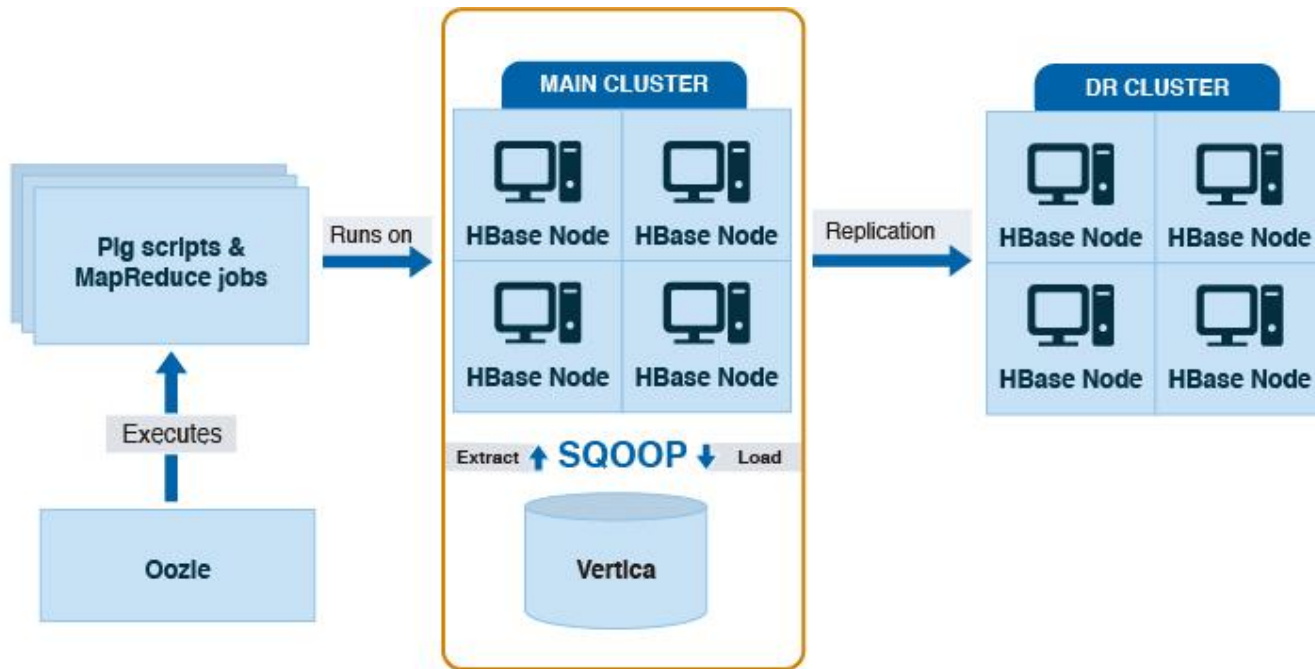 MAIN CLUSTER
DR CLUSTER
HBase Node
HBase Node
HBase Node
HBase Node
Pig scripts &
MapReduce jobs
Runs on
Replication
HBase Node
HBase Node
HBase Node
HBase Node
Executes
Extract
SQOOP
Load
Oozie
Vertica